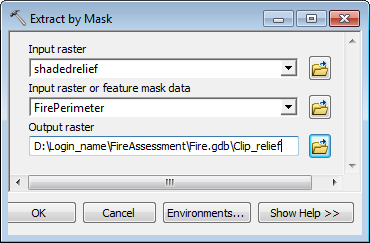 Extract by Mask
Input raster
shadedrelief
Input raster or feature mask data
FirePerimeter
Output raster
D:\Login_name\FireAssessment\Fire.gdb\Clip_relief
OK Cancel Environments... Show Help >>